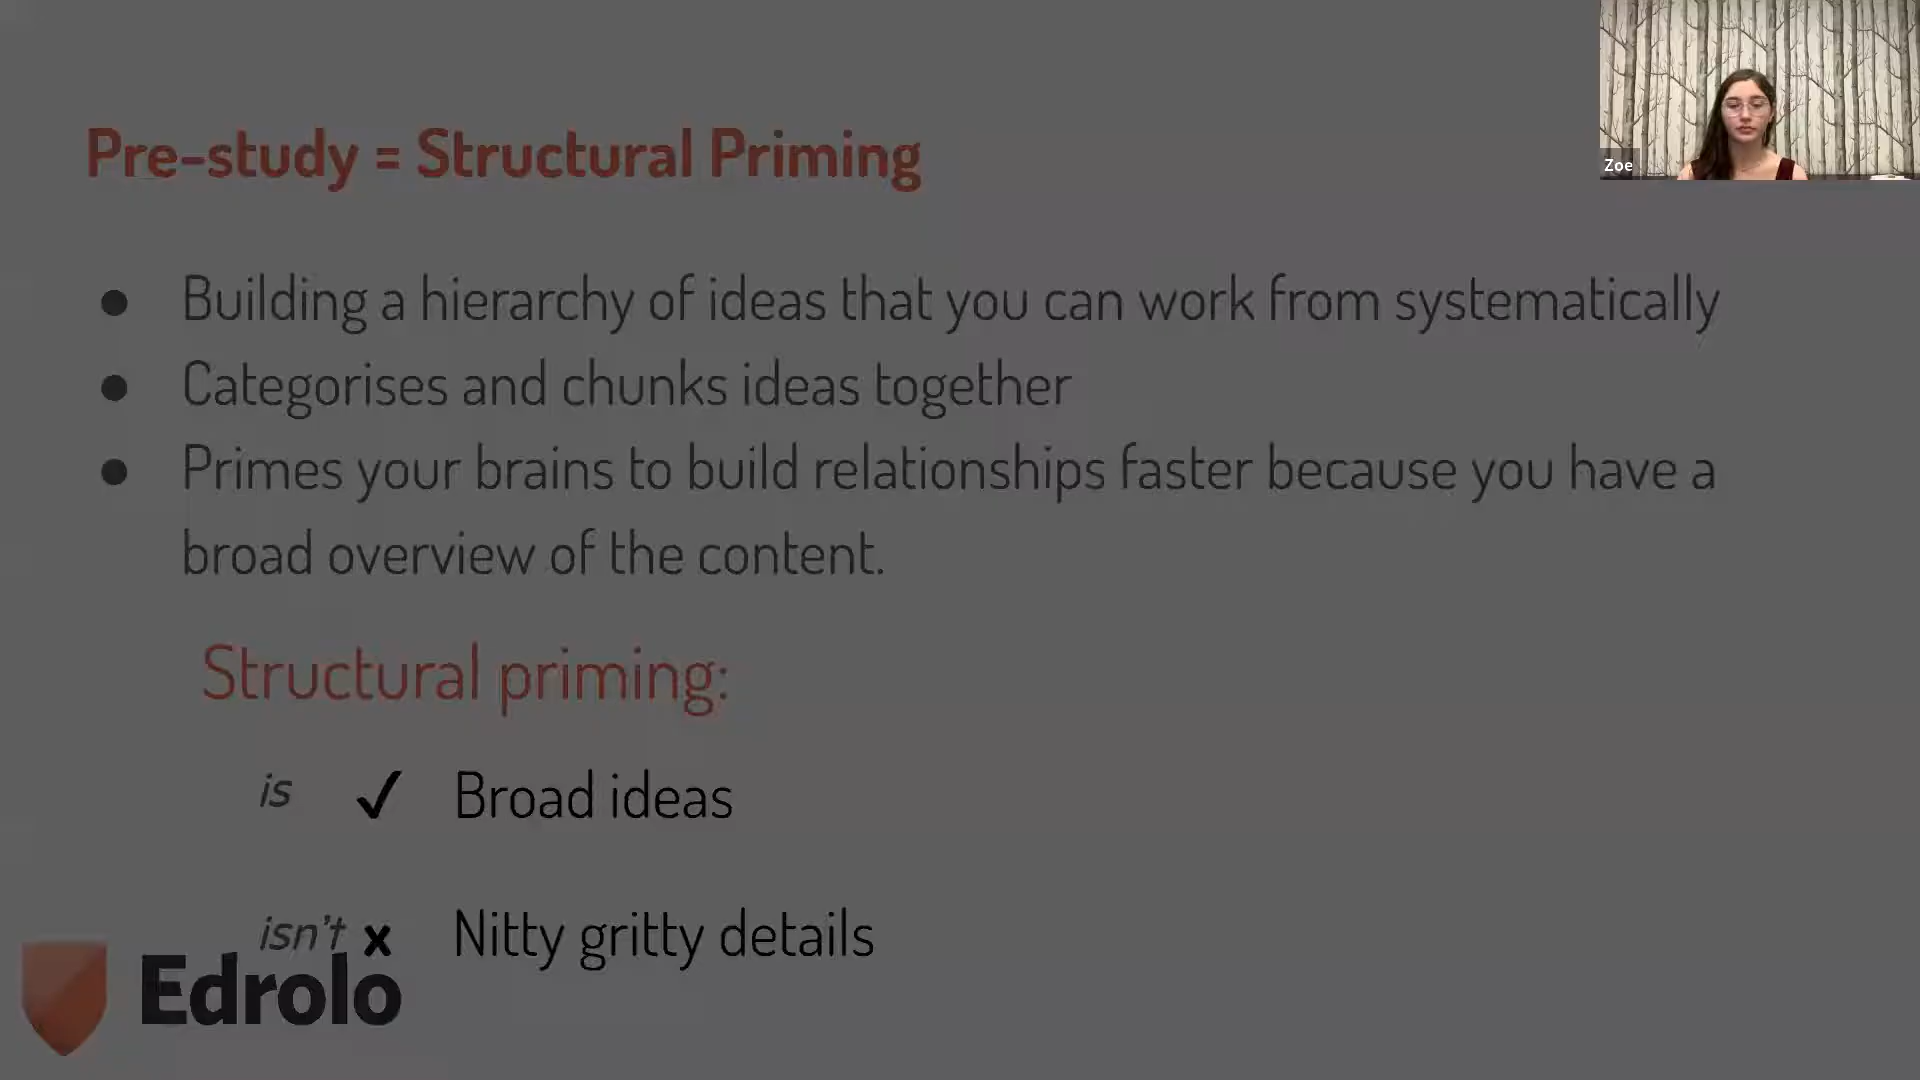 Pre-study = Structural Priming
Zoe
● Building a hierarchy of ideas that you can work from systematically
● Categorises and chunks ideas together
● Primes your brains to build relationships faster because you have a
broad overview of the content.
Structural priming:
is ✓ Broad ideas
isn't x Nitty gritty details
Edrolo